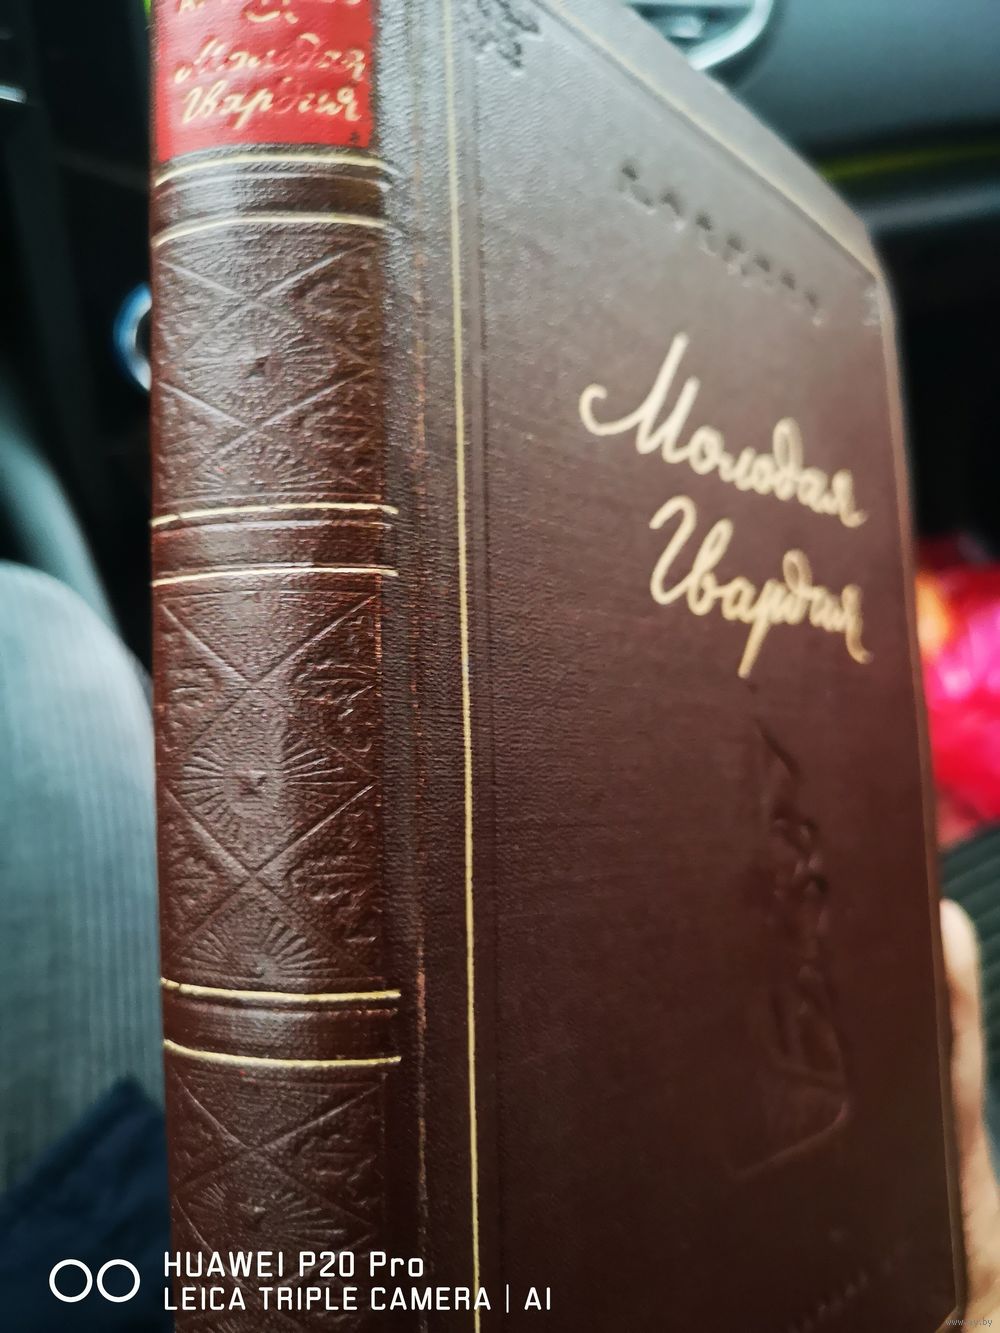 Молодая
Гвардия
Молодая
Гвардия
HUAWEI P20 Pro
LEICA TRIPLE CAMERA | AI